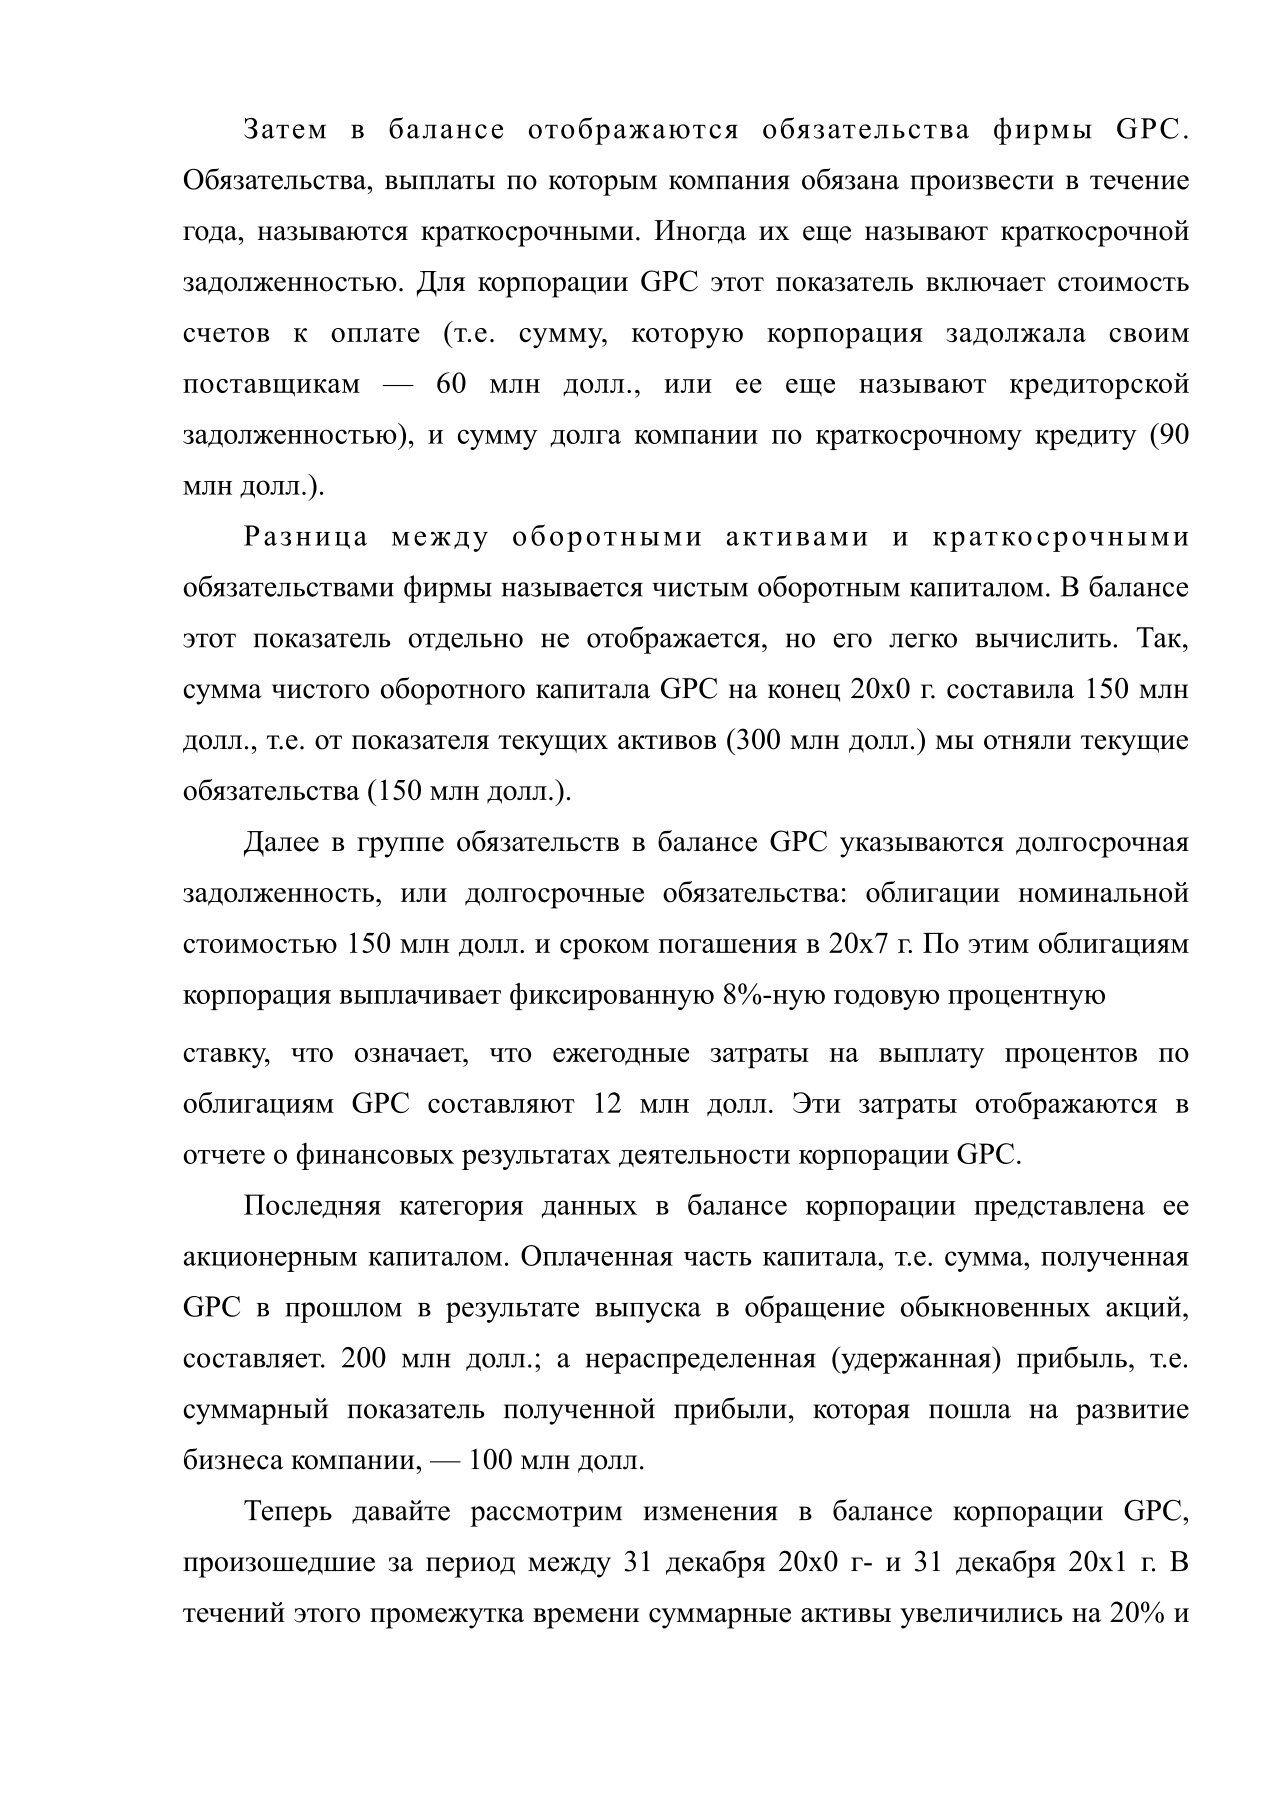 Затем в балансе отображаются обязательства фирмы GPC.
Обязательства, выплаты по которым компания обязана произвести в течение
года, называются краткосрочными. Иногда их еще называют краткосрочной
задолженностью. Для корпорации GPC этот показатель включает стоимость
счетов к оплате (т.е. сумму, которую корпорация задолжала своим
поставщикам — 60 млн долл., или ее еще называют кредиторской
задолженностью), и сумму долга компании по краткосрочному кредиту (90
млн долл.).
Разница между оборотными активами и краткосрочными
обязательствами фирмы называется чистым оборотным капиталом. В балансе
этот показатель отдельно не отображается, но его легко вычислить. Так,
сумма чистого оборотного капитала GPC на конец 20x0 г. составила 150 млн
долл., т.е. от показателя текущих активов (300 млн долл.) мы отняли текущие
обязательства (150 млн долл.).
Далее в группе обязательств в балансе GPC указываются долгосрочная
задолженность, или долгосрочные обязательства: облигации номинальной
стоимостью 150 млн долл. и сроком погашения в 20x7 г. По этим облигациям
корпорация выплачивает фиксированную 8%-ную годовую процентную
ставку, что означает, что ежегодные затраты на выплату процентов по
облигациям GPC составляют 12 млн долл. Эти затраты отображаются в
отчете о финансовых результатах деятельности корпорации GPC.
Последняя категория данных в балансе корпорации представлена ее
акционерным капиталом. Оплаченная часть капитала, т.е. сумма, полученная
GPC в прошлом в результате выпуска в обращение обыкновенных акций,
составляет. 200 млн долл.; а нераспределенная (удержанная) прибыль, т.е.
суммарный показатель полученной прибыли, которая пошла на развитие
бизнеса компании, — 100 млн долл.
Теперь давайте рассмотрим изменения в балансе корпорации GPC,
произошедшие за период между 31 декабря 20x0 г- и 31 декабря 20x1 г. В
течений этого промежутка времени суммарные активы увеличились на 20% и